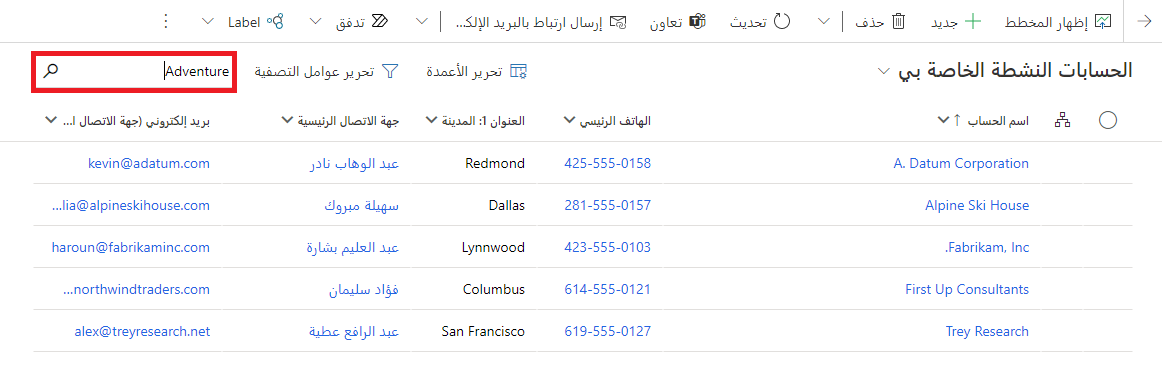 إظهار المخطط جديد حذف تحديث تعاون إرسال ارتباط بالبريد الإلك... تدفق Label
الحسابات النشطة الخاصة بي تحرير الأعمدة تحرير عوامل التصفية Adventure
اسم الحساب الهاتف الرئيسي العنوان 1: المدينة جهة الاتصال الرئيسية بريد إلكتروني (جهة الاتصال ا...
A. Datum Corporation 425-555-0158 Redmond عبد الوهاب نادر kevin@adatum.com
Alpine Ski House 281-555-0157 Dallas سهيلة مبروك ...lia@alpineskihouse.com
Fabrikam, Inc. 423-555-0103 Lynnwood عبد العليم بشارة haroun@fabrikaminc.com
First Up Consultants 614-555-0121 Columbus فؤاد سليمان ...northwindtraders.com
Trey Research 619-555-0127 San Francisco عبد الرافع عطية alex@treyresearch.net